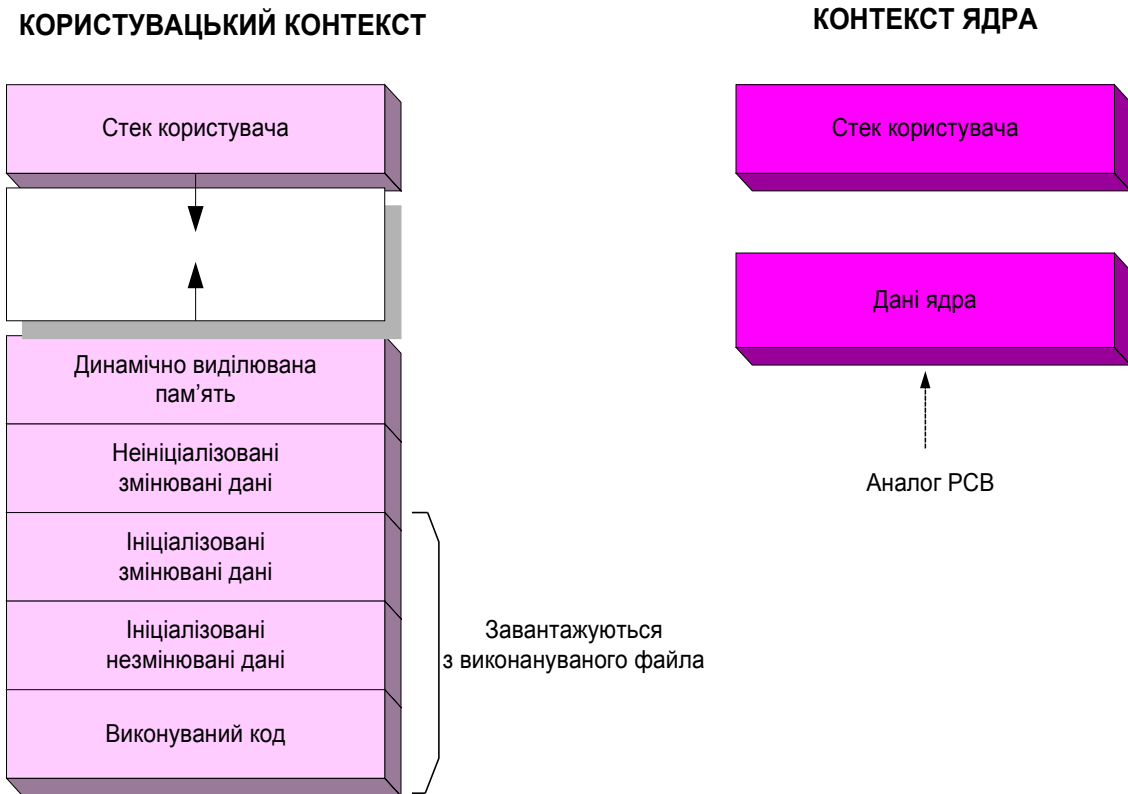 КОРИСТУВАЦЬКИЙ КОНТЕКСТ
Стек користувача
Динамічно виділювана
пам’ять
Неініціалізовані
змінювані дані
Ініціалізовані
змінювані дані
Ініціалізовані
незмінювані дані
Виконуваний код
Завантажуються
з виконануваного файла
КОНТЕКСТ ЯДРА
Стек користувача
Дані ядра
Аналог PCB